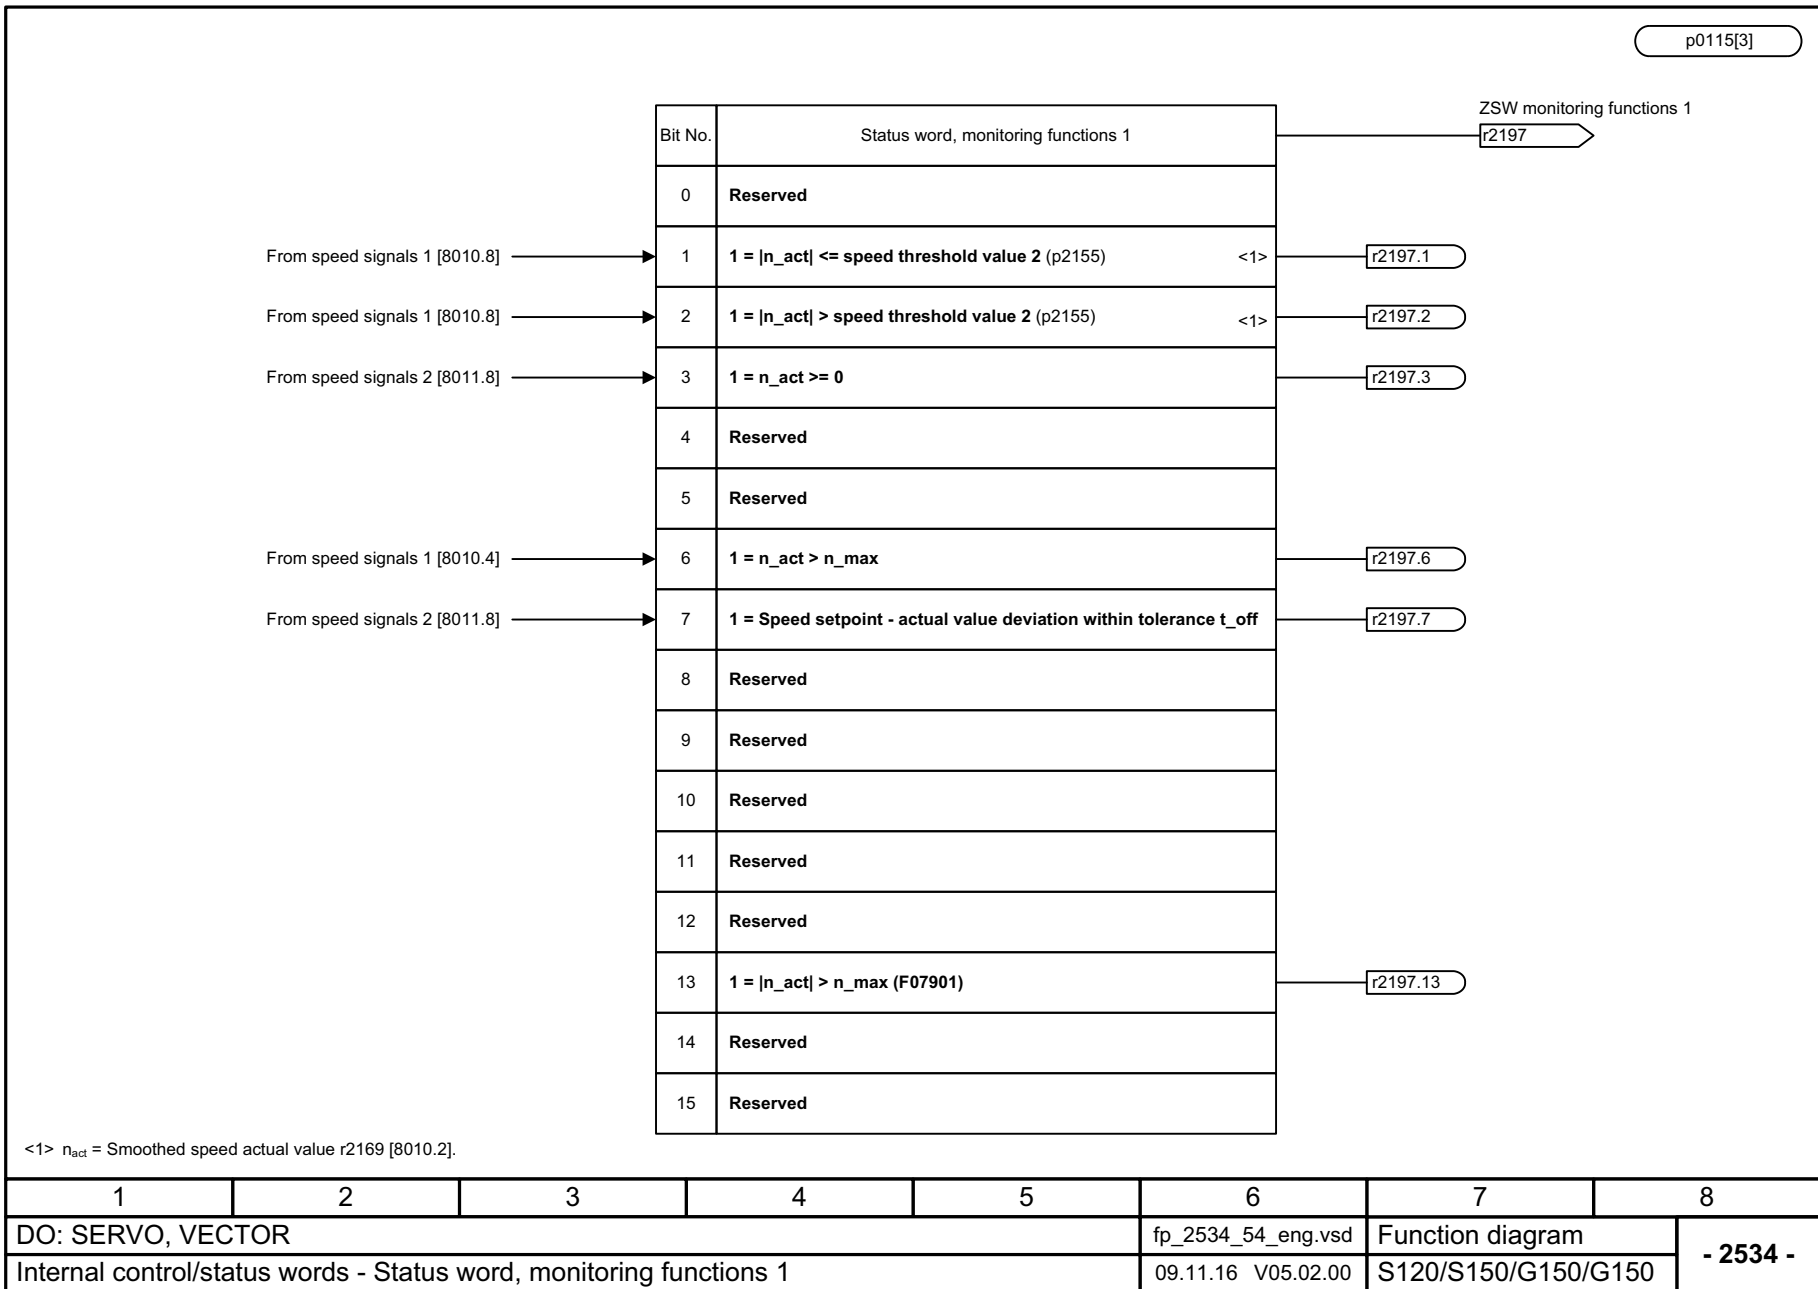 p0115[3]
ZSW monitoring functions 1
Bit No. Status word, monitoring functions 1 r2197
0 Reserved
From speed signals 1 [8010.8] 1 1 = |n_act| <= speed threshold value 2 (p2155) <1> r2197.1
From speed signals 1 [8010.8] 2 1 = |n_act| > speed threshold value 2 (p2155) <1> r2197.2
From speed signals 2 [8011.8] 3 1 = n_act >= 0 r2197.3
4 Reserved
5 Reserved
From speed signals 1 [8010.4] 6 1 = n_act > n_max r2197.6
From speed signals 2 [8011.8] 7 1 = Speed setpoint - actual value deviation within tolerance t_off r2197.7
8 Reserved
9 Reserved
10 Reserved
11 Reserved
12 Reserved
13 1 = |n_act| > n_max (F07901) r2197.13
14 Reserved
15 Reserved
<1> nact = Smoothed speed actual value r2169 [8010.2].
1 2 3 4 5 6 7 8
DO: SERVO, VECTOR fp_2534_54_eng.vsd Function diagram - 2534 -
Internal control/status words - Status word, monitoring functions 1 09.11.16 V05.02.00 S120/S150/G150/G150